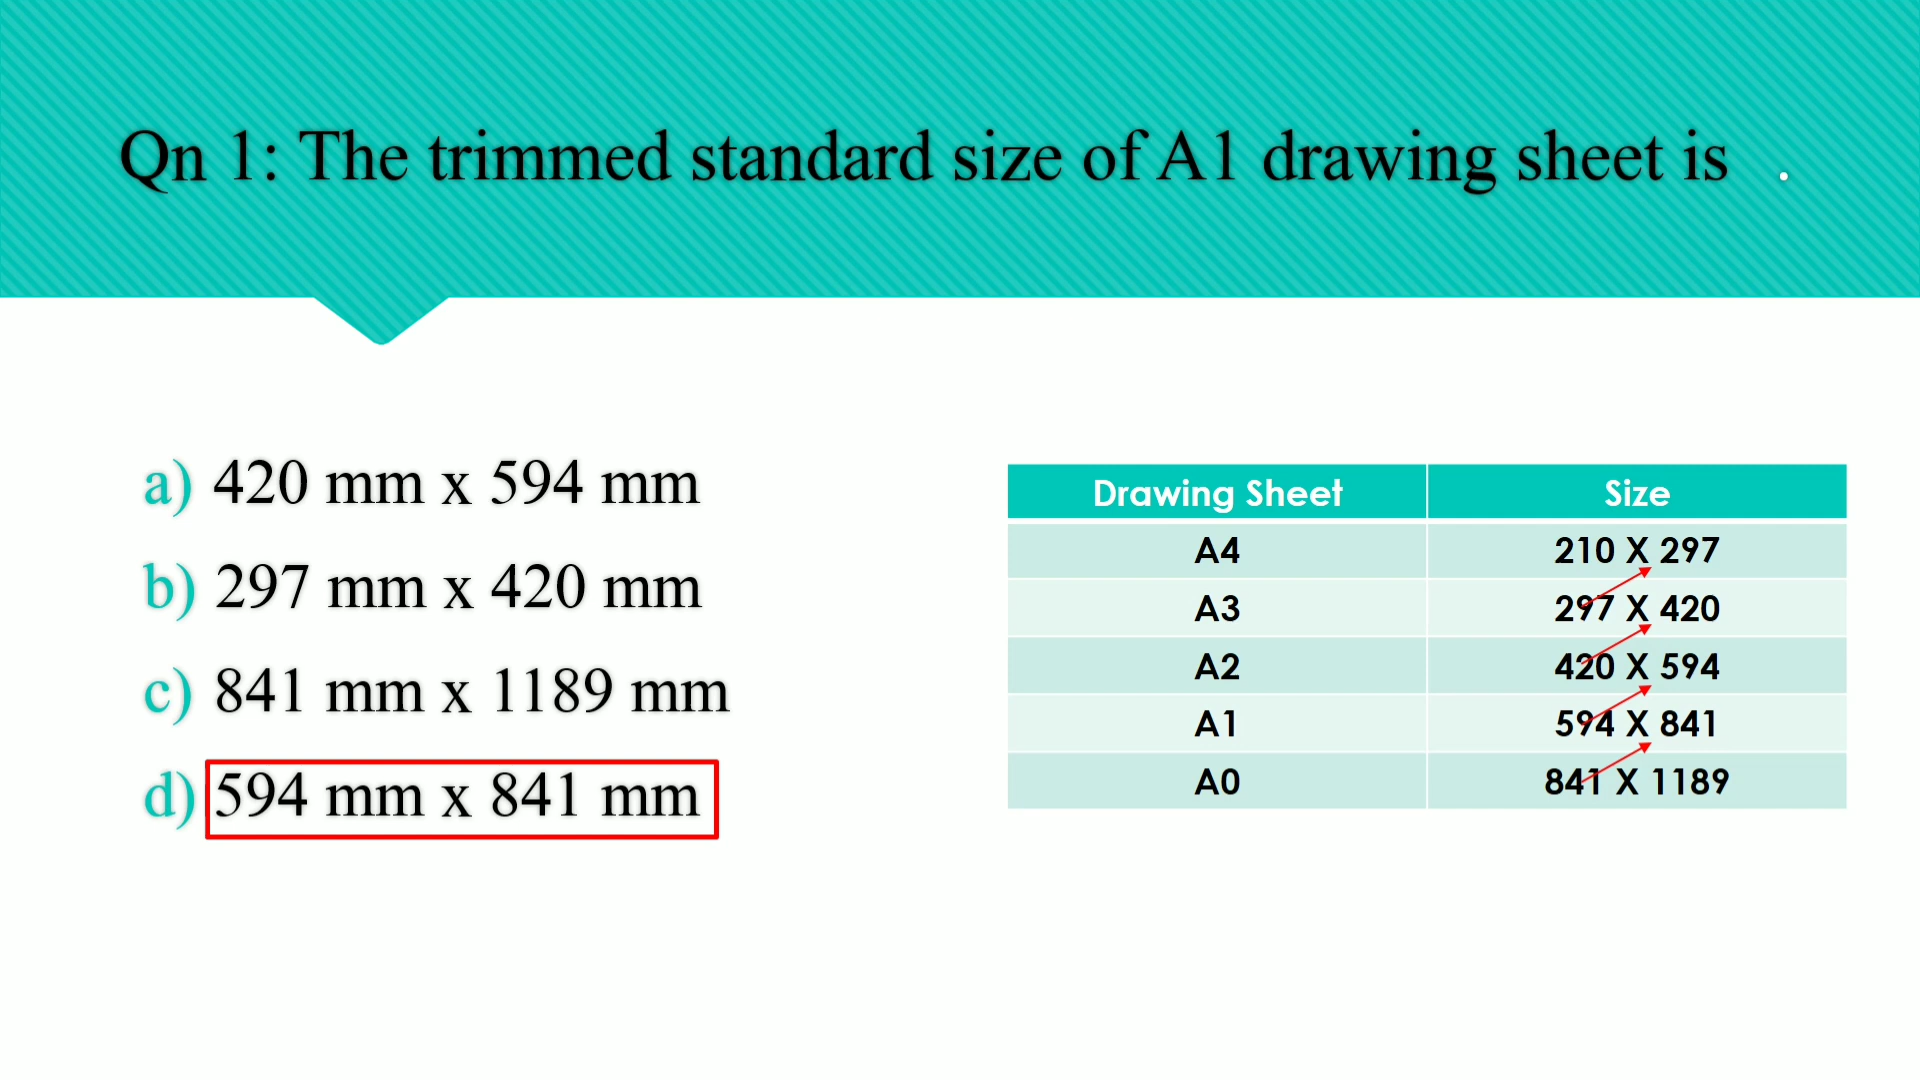 Qn 1: The trimmed standard size of A1 drawing sheet is .
a) 420 mm x 594 mm
b) 297 mm x 420 mm
c) 841 mm x 1189 mm
d) 594 mm x 841 mm
Drawing Sheet Size
A4 210 X 297
A3 297 X 420
A2 420 X 594
A1 594 X 841
A0 841 X 1189